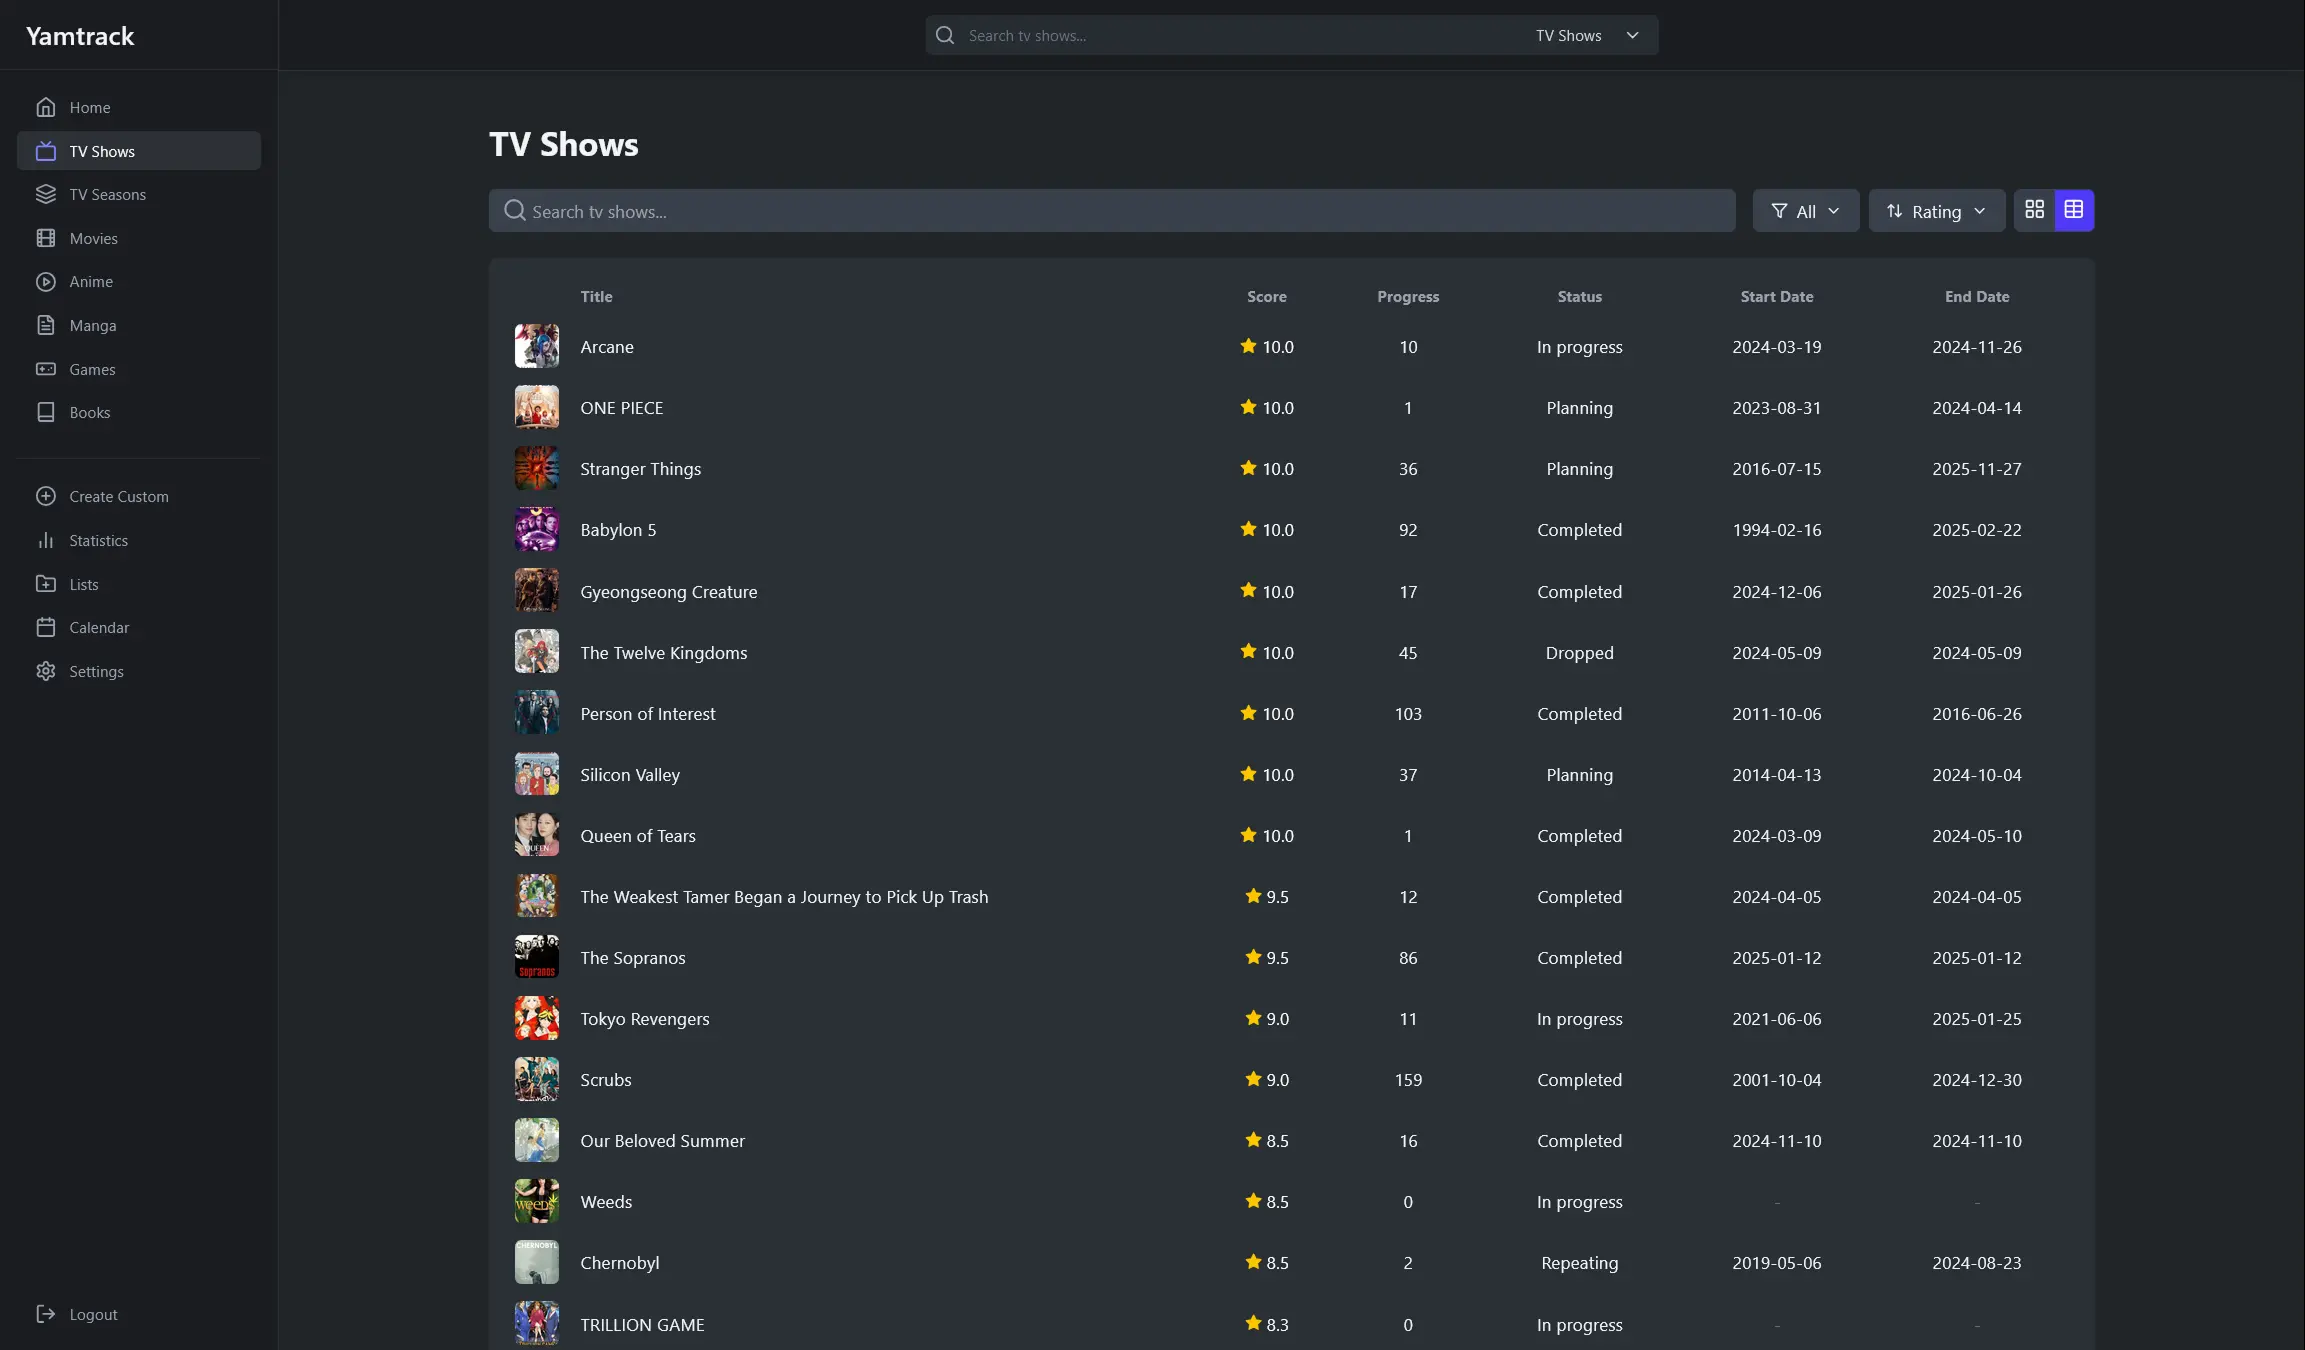 Yamtrack
Search tv shows...
TV Shows
Home
TV Shows
TV Seasons
Movies
Anime
Manga
Games
Books
Create Custom
Statistics
Lists
Calendar
Settings
Logout
TV Shows
Search tv shows...
All
Rating
Title Score Progress Status Start Date End Date
Arcane 10.0 10 In progress 2024-03-19 2024-11-26
ONE PIECE 10.0 1 Planning 2023-08-31 2024-04-14
Stranger Things 10.0 36 Planning 2016-07-15 2025-11-27
Babylon 5 10.0 92 Completed 1994-02-16 2025-02-22
Gyeongseong Creature 10.0 17 Completed 2024-12-06 2025-01-26
The Twelve Kingdoms 10.0 45 Dropped 2024-05-09 2024-05-09
Person of Interest 10.0 103 Completed 2011-10-06 2016-06-26
Silicon Valley 10.0 37 Planning 2014-04-13 2024-10-04
QUEEN
Queen of Tears 10.0 1 Completed 2024-03-09 2024-05-10
The Weakest Tamer Began a Journey to Pick Up Trash 9.5 12 Completed 2024-04-05 2024-04-05
Sopranos
The Sopranos 9.5 86 Completed 2025-01-12 2025-01-12
Tokyo Revengers 9.0 11 In progress 2021-06-06 2025-01-25
Scrubs 9.0 159 Completed 2001-10-04 2024-12-30
Our Beloved Summer 8.5 16 Completed 2024-11-10 2024-11-10
weeds
Weeds 8.5 0 In progress - -
CHERNOBYL
Chernobyl 8.5 2 Repeating 2019-05-06 2024-08-23
TRILLION GAME 8.3 0 In progress - -